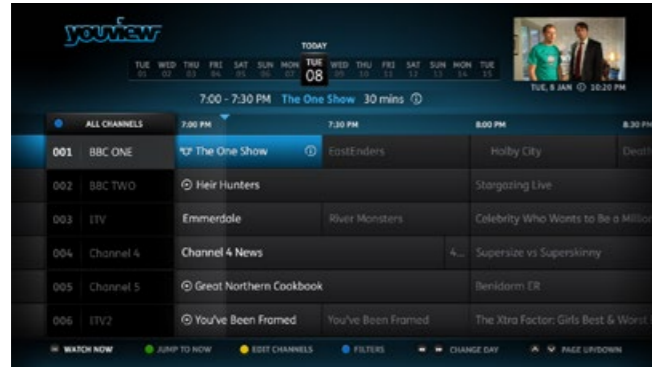 youview
TODAY
TUE WED THU FRI SAT SUN MON TUE WED THU FRI SAT SUN MON TUE
01 02 03 04 05 06 07 08 09 10 11 12 13 14 15
TUE, 8 JAN 10:20 PM
7:00 - 7:30 PM The One Show 30 mins
ALL CHANNELS 7:00 PM 7:30 PM 8:00 PM 8:30 PM
001 BBC ONE The One Show EastEnders Holby City Death
002 BBC TWO Heir Hunters Stargazing Live
003 ITV Emmerdale River Monsters Celebrity Who Wants to Be a Million
004 Channel 4 Channel 4 News 4... Supersize vs Superskinny
005 Channel 5 Great Northern Cookbook Benidorm ER
006 ITV2 You've Been Framed You've Been Framed The Xtra Factor: Girls Best & Worst
WATCH NOW JUMP TO NOW EDIT CHANNELS FILTERS CHANGE DAY PAGE UP/DOWN